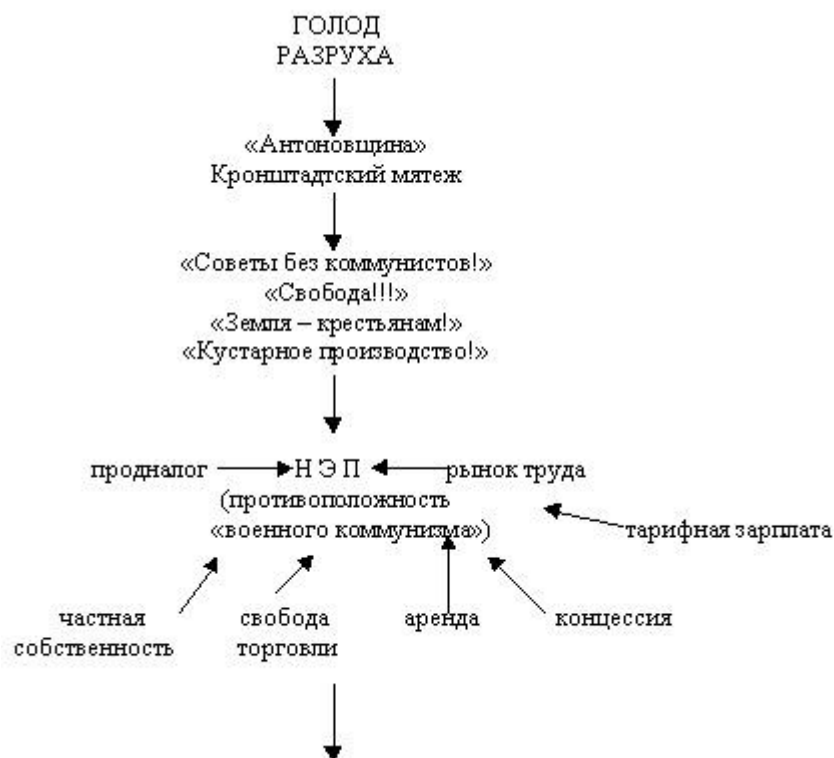 ГОЛОД
РАЗРУХА
«Антоновщина»
Кронштадтский мятеж
«Советы без коммунистов!»
«Свобода!!!»
«Земля – крестьянам!»
«Кустарное производство!»
продналог Н Э П рынок труда
(противоположность
«военного коммунизма») тарифная зарплата
частная свобода аренда концессия
собственность торговли